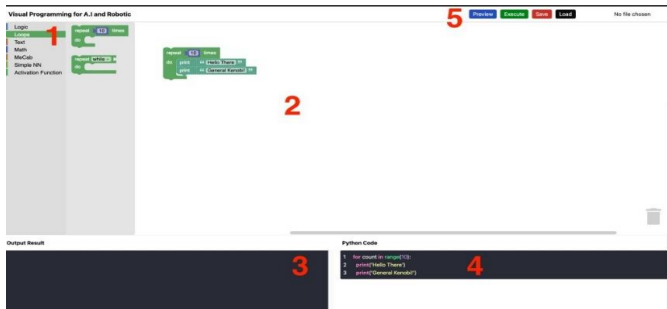 Visual Programming for A.I and Robotic
5
Preview Execute Save Load No file chosen
Logic
Loops
Text
Math
MeCab
Simple NN
Activation Function
1
repeat 10 times
do
repeat while
do
repeat 10 times
do print "Hello There"
print "General Kenobi!"
2
Output Result
3
Python Code
1 for count in range(10):
2 print('Hello There')
3 print('General Kenobi!')
4